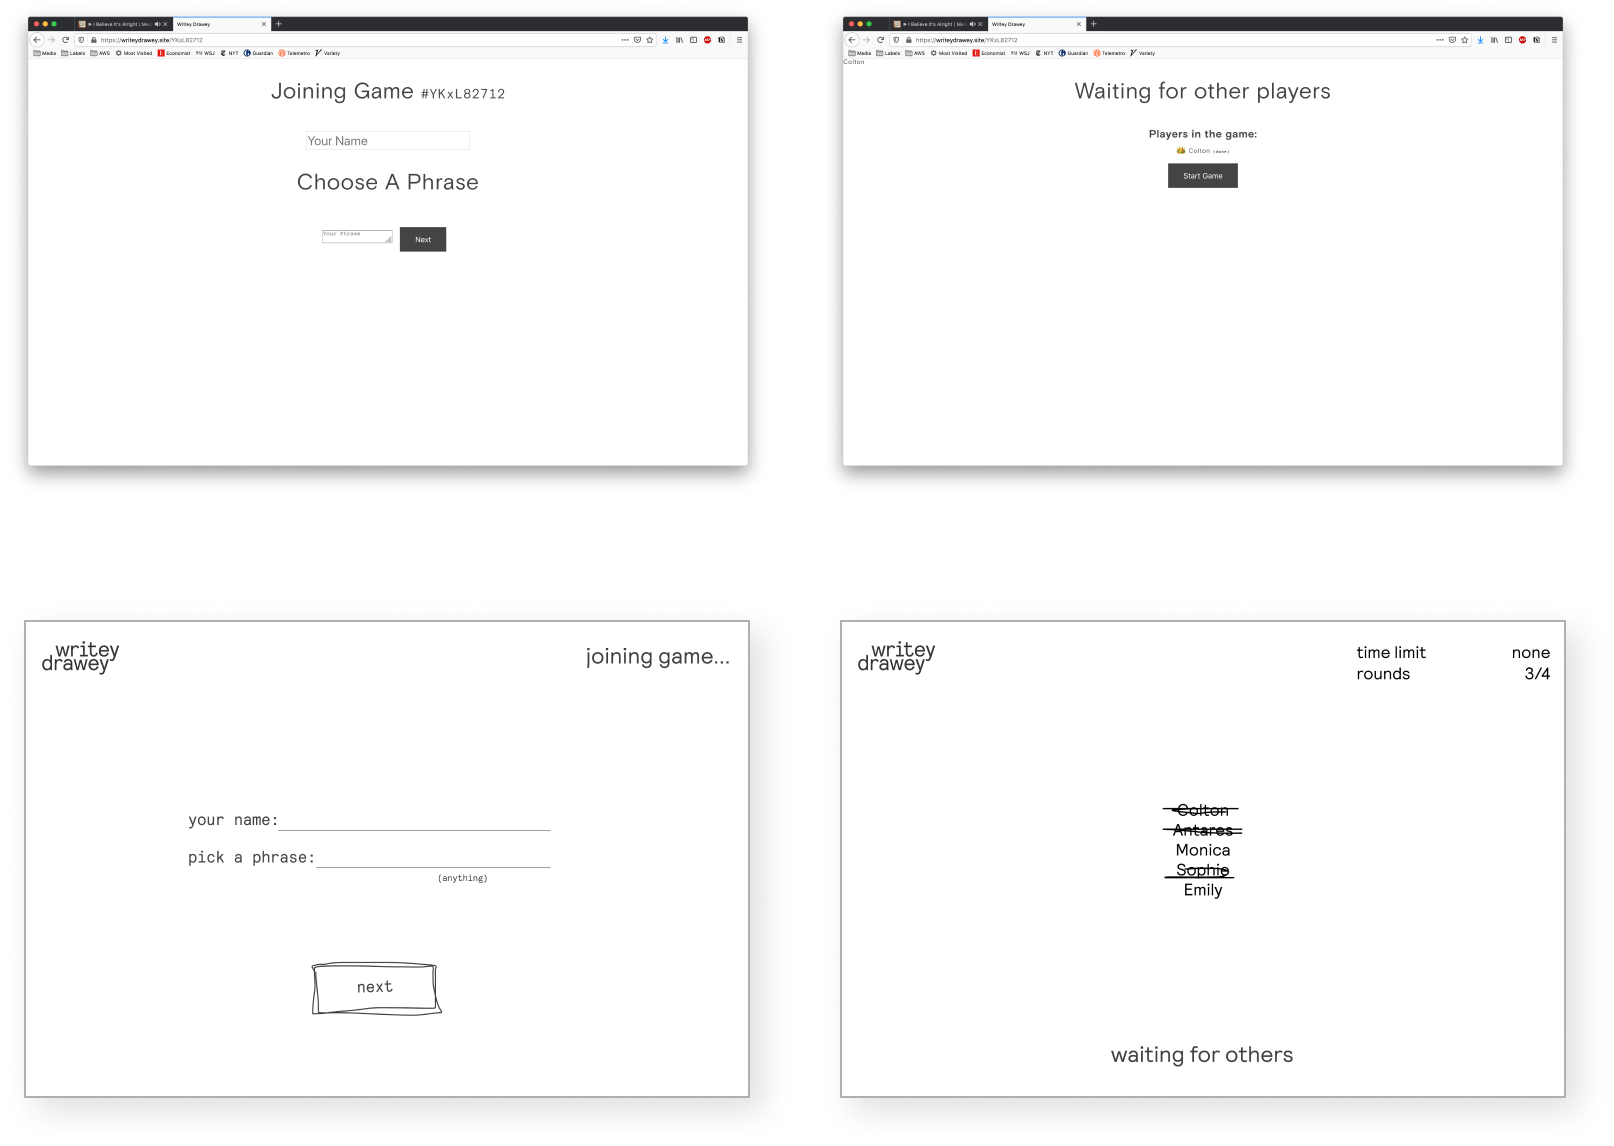 I Believe It's Alright | Me
Writey Drawey
https://writeydrawey.site/YKxL82712
Media Labels AWS Most Visited Economist WSJ NYT Guardian Telemetro Variety
Joining Game #YKxL82712
Your Name
Choose A Phrase
Your Phrase
Next
I Believe It's Alright | Me
Writey Drawey
https://writeydrawey.site/YKxL82712
Media Labels AWS Most Visited Economist WSJ NYT Guardian Telemetro Variety
Colton
Waiting for other players
Players in the game:
Colton (done)
Start Game
writey
drawey
joining game...
your name:
pick a phrase:
(anything)
next
writey
drawey
time limit none
rounds 3/4
Colton
Antares
Monica
Sophie
Emily
waiting for others